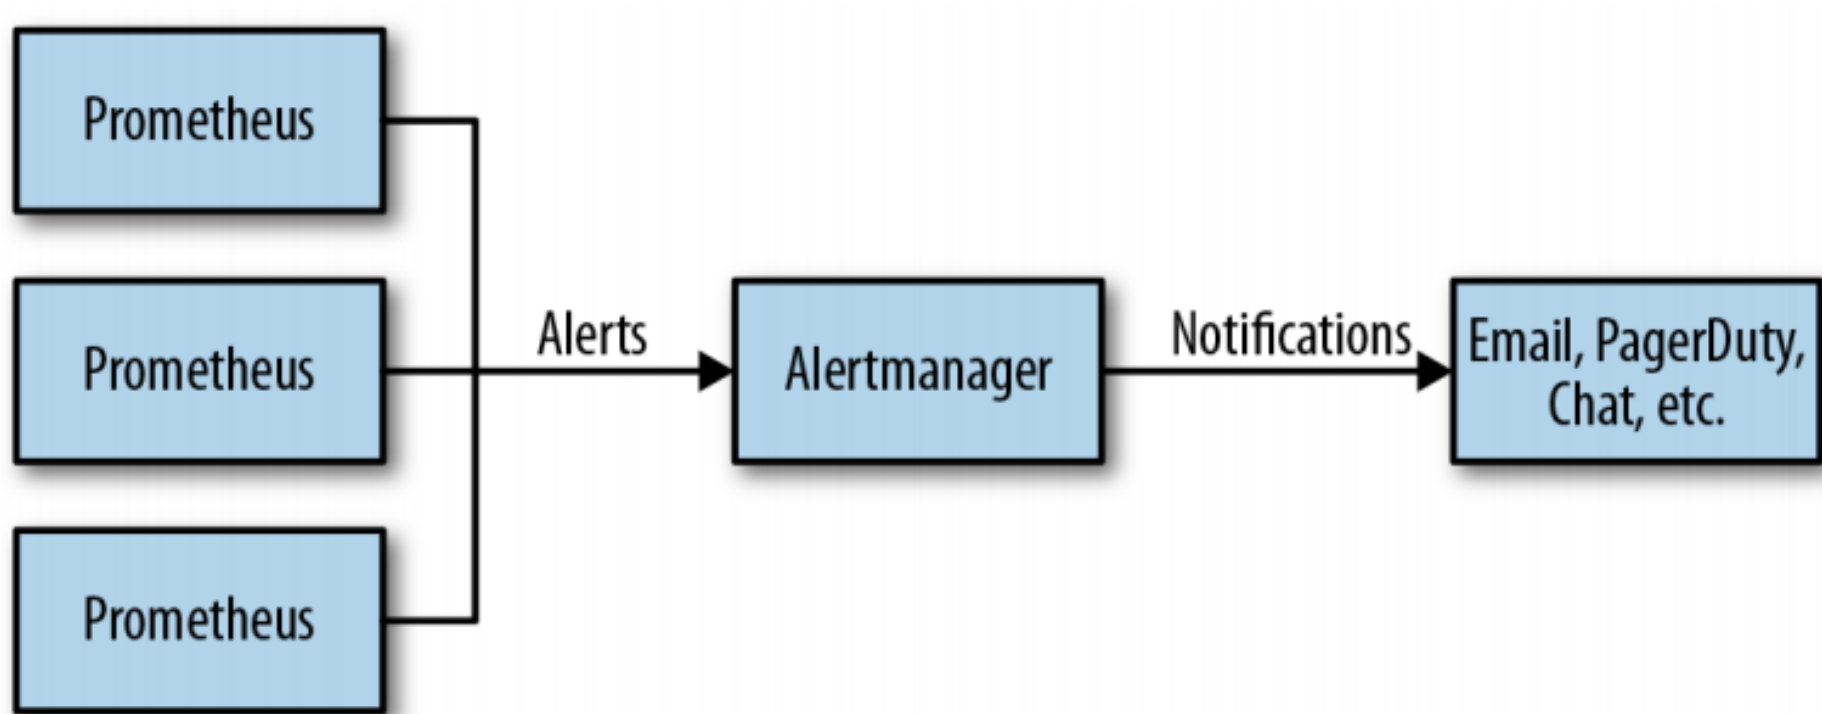 Prometheus
Prometheus
Alerts
Alertmanager
Notifications
Email, PagerDuty,
Chat, etc.
Prometheus